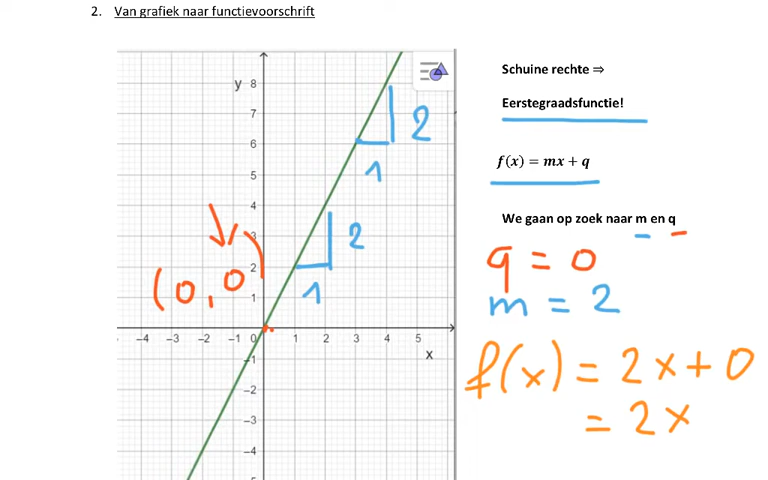 2. Van grafiek naar functievoorschrift
Schuine rechte ⇒
Eerstegraadsfunctie!
f(x) = mx + q
We gaan op zoek naar m en q
q = 0
m = 2
f(x) = 2x + 0
= 2x
y
8
7
6
5
4
3
2
1
-4 -3 -2 -1 0 1 2 3 4 5
x
-1
-2
-3
-4
2
1
2
1
(0,0